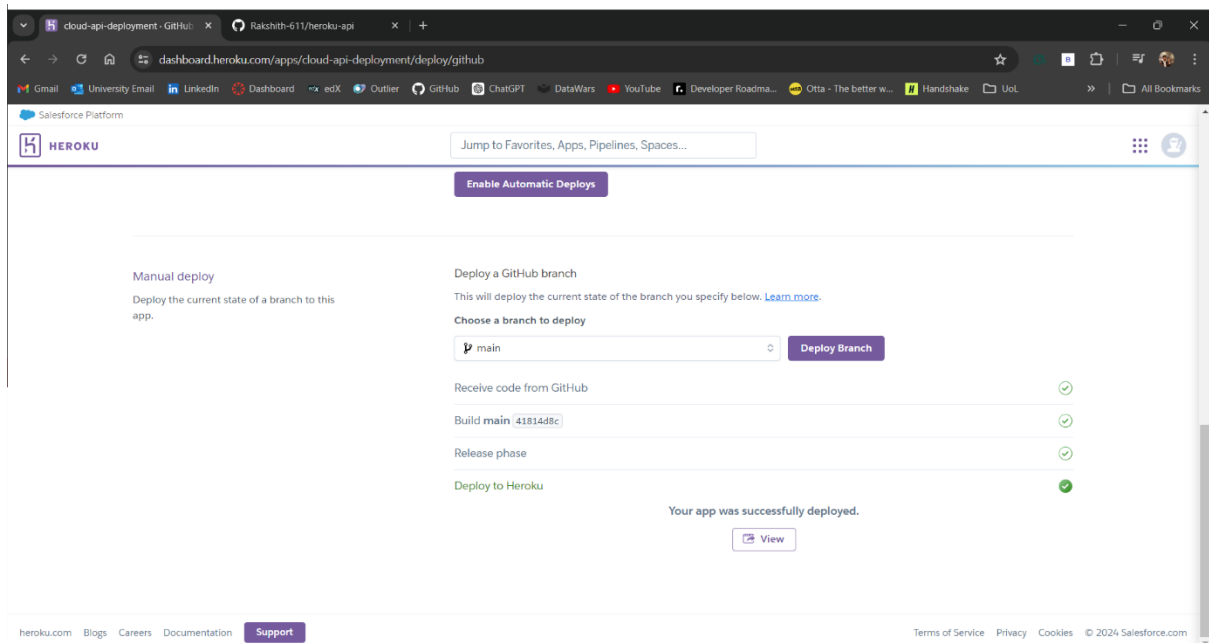 cloud-api-deployment · GitHub
Rakshith-611/heroku-api
dashboard.heroku.com/apps/cloud-api-deployment/deploy/github
Gmail University Email LinkedIn Dashboard edX Outlier GitHub ChatGPT DataWars YouTube Developer Roadma... Otta - The better w... Handshake UoL » All Bookmarks
Salesforce Platform
HEROKU
Jump to Favorites, Apps, Pipelines, Spaces...
Enable Automatic Deploys
Manual deploy
Deploy the current state of a branch to this
app.
Deploy a GitHub branch
This will deploy the current state of the branch you specify below. Learn more.
Choose a branch to deploy
main
Deploy Branch
Receive code from GitHub
Build main 41814d8c
Release phase
Deploy to Heroku
Your app was successfully deployed.
View
heroku.com Blogs Careers Documentation Support
Terms of Service Privacy Cookies © 2024 Salesforce.com